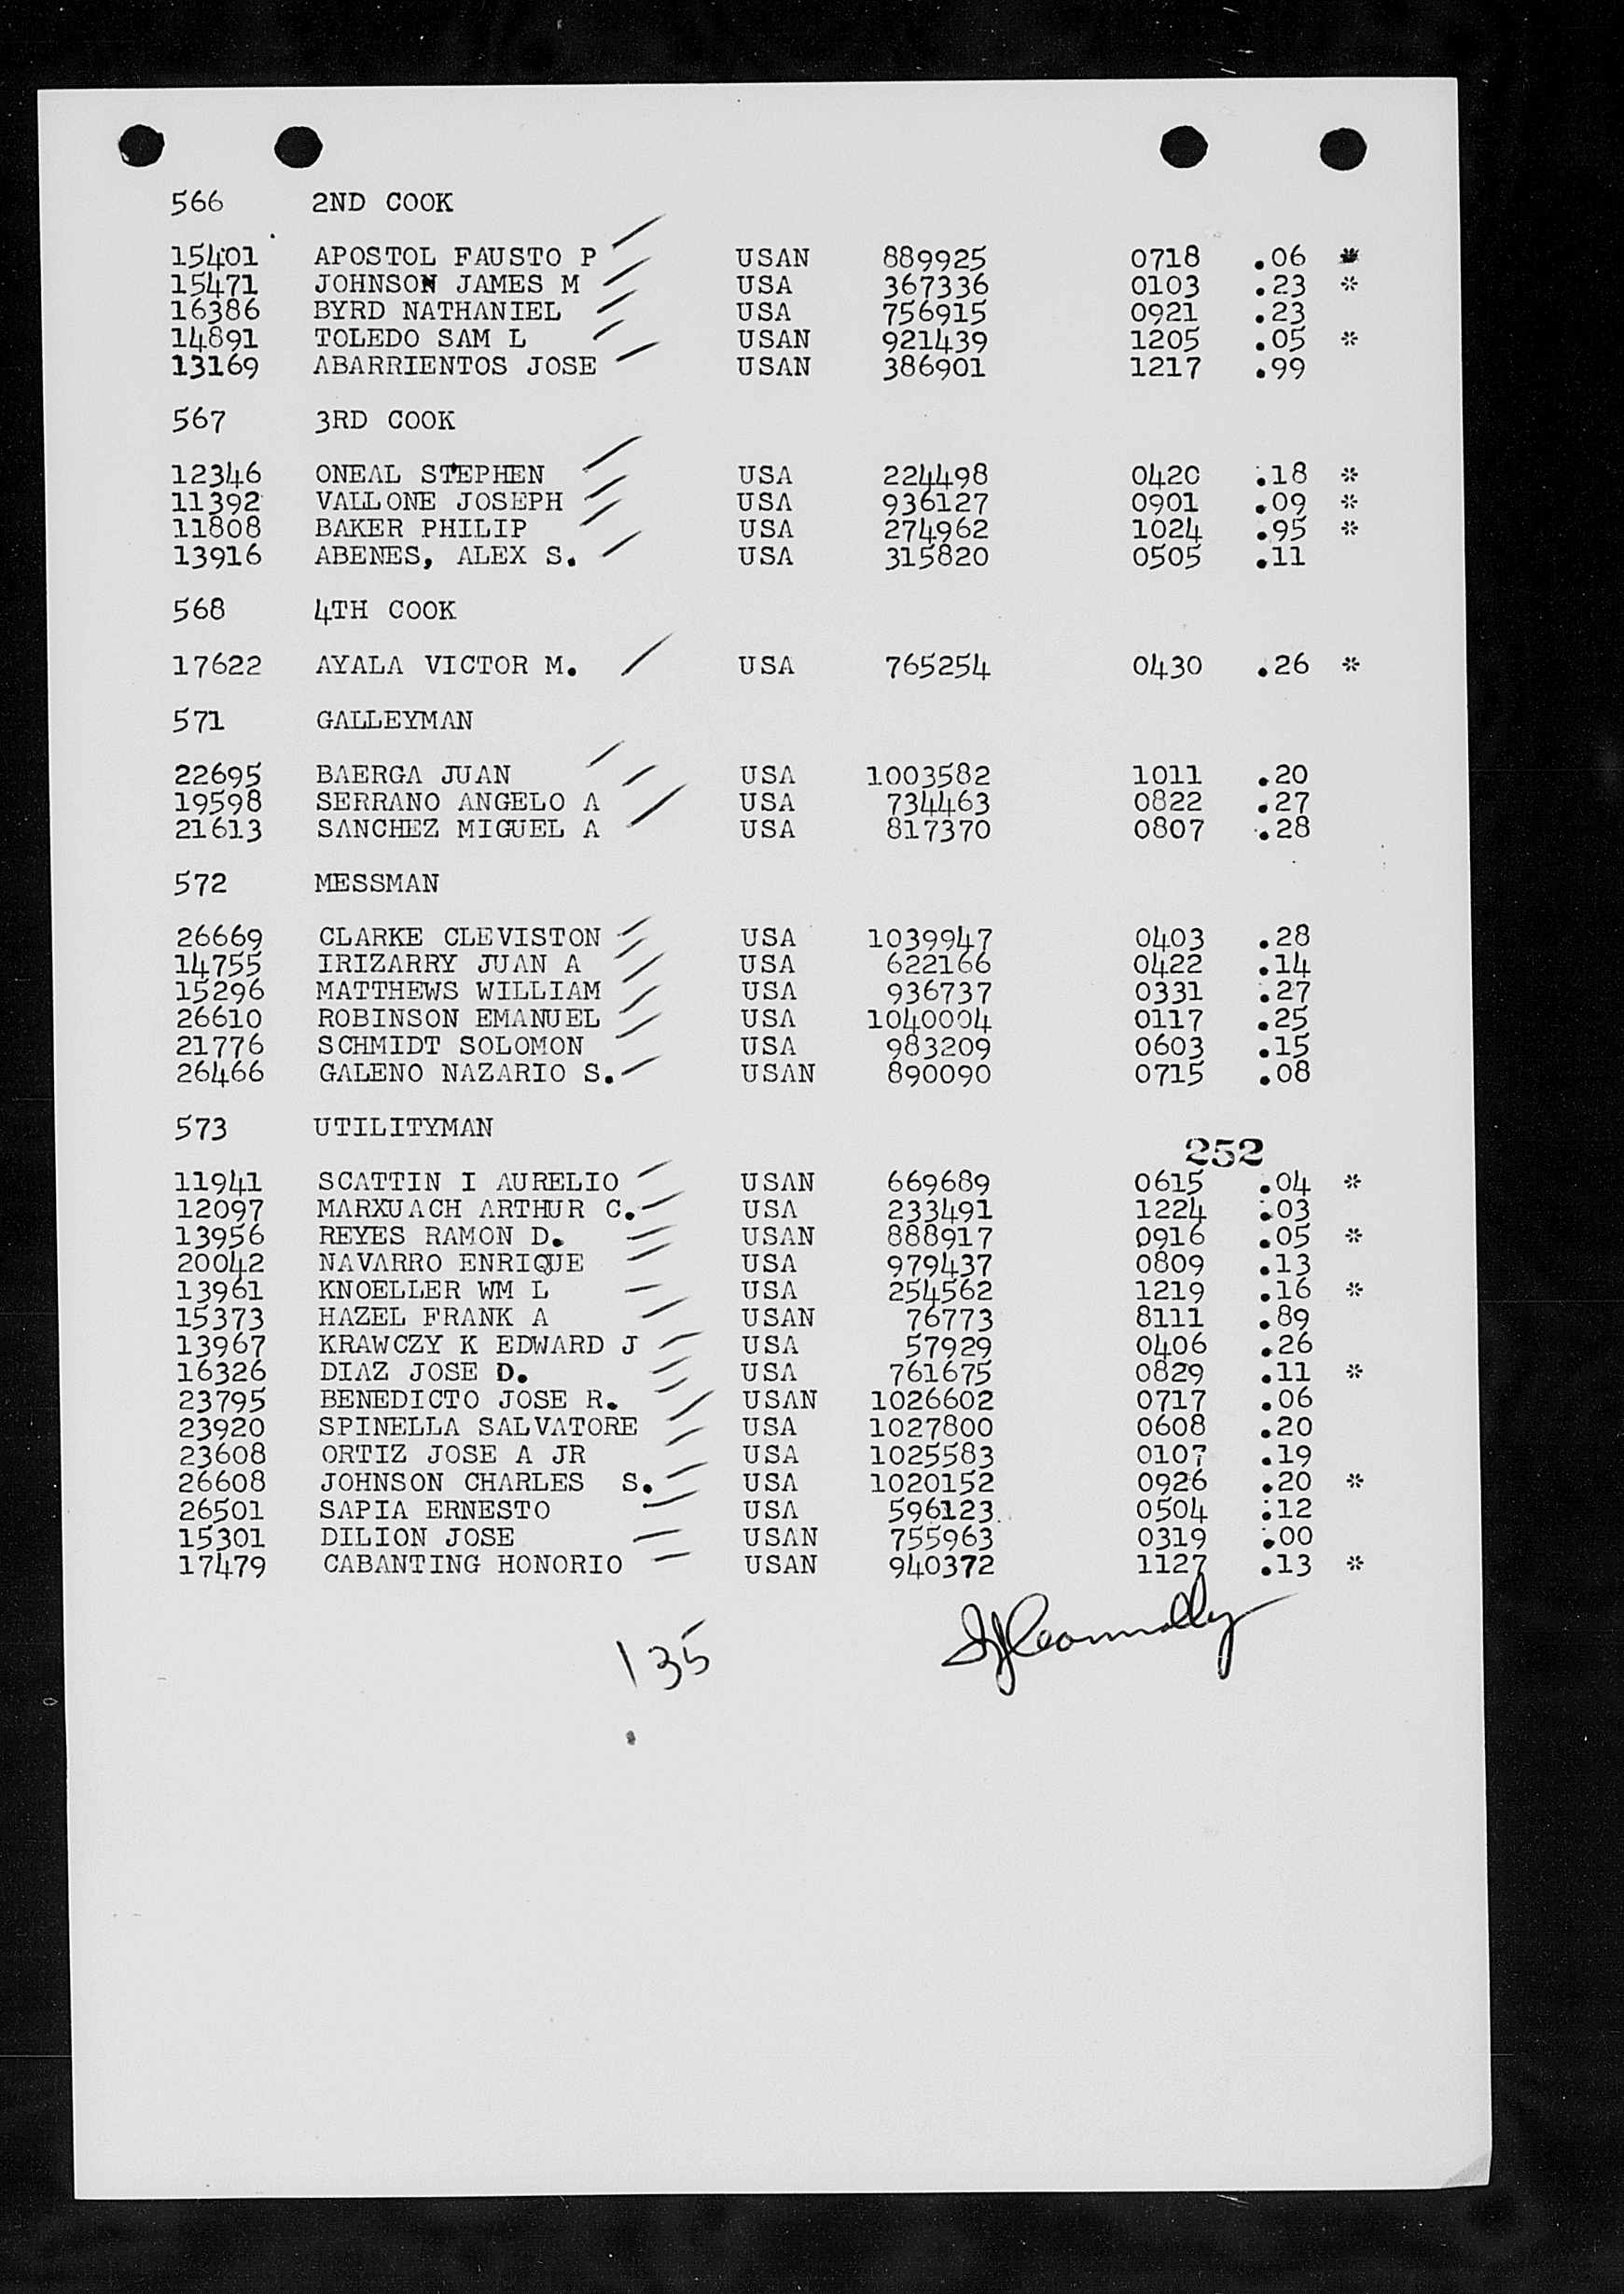 566 2ND COOK
15401 APOSTOL FAUSTO P USAN 889925 0718 .06 *
15471 JOHNSON JAMES M USA 367336 0103 .23 *
16386 BYRD NATHANIEL USA 756915 0921 .23
14891 TOLEDO SAM L USAN 921439 1205 .05 *
13169 ABARRIENTOS JOSE USAN 386901 1217 .99
567 3RD COOK
12346 ONEAL STEPHEN USA 224498 0420 .18 *
11392 VALLONE JOSEPH USA 936127 0901 .09 *
11808 BAKER PHILIP USA 274962 1024 .95 *
13916 ABENES, ALEX S. USA 315820 0505 .11
568 4TH COOK
17622 AYALA VICTOR M. USA 765254 0430 .26 *
571 GALLEYMAN
22695 BAERGA JUAN USA 1003582 1011 .20
19598 SERRANO ANGELO A USA 734463 0822 .27
21613 SANCHEZ MIGUEL A USA 817370 0807 .28
572 MESSMAN
26669 CLARKE CLEVISTON USA 1039947 0403 .28
14755 IRIZARRY JUAN A USA 622166 0422 .14
15296 MATTHEWS WILLIAM USA 936737 0331 .27
26610 ROBINSON EMANUEL USA 1040004 0117 .25
21776 SCHMIDT SOLOMON USA 983209 0603 .15
26466 GALENO NAZARIO S. USAN 890090 0715 .08
573 UTILITYMAN
252
11941 SCATTIN I AURELIO USAN 669689 0615 .04 *
12097 MARXUACH ARTHUR C. USA 233491 1224 .03
13956 REYES RAMON D. USAN 888917 0916 .05 *
20042 NAVARRO ENRIQUE USA 979437 0809 .13
13961 KNOELLER WM L USA 254562 1219 .16 *
15373 HAZEL FRANK A USAN 76773 8111 .89
13967 KRAWCZY K EDWARD J USA 57929 0406 .26
16326 DIAZ JOSE D. USA 761675 0829 .11 *
23795 BENEDICTO JOSE R. USAN 1026602 0717 .06
23920 SPINELLA SALVATORE USA 1027800 0608 .20
23608 ORTIZ JOSE A JR USA 1025583 0107 .19
26608 JOHNSON CHARLES S. USA 1020152 0926 .20 *
26501 SAPIA ERNESTO USA 596123 0504 .12
15301 DILION JOSE USAN 755963 0319 .00
17479 CABANTING HONORIO USAN 940372 1127 .13 *
135